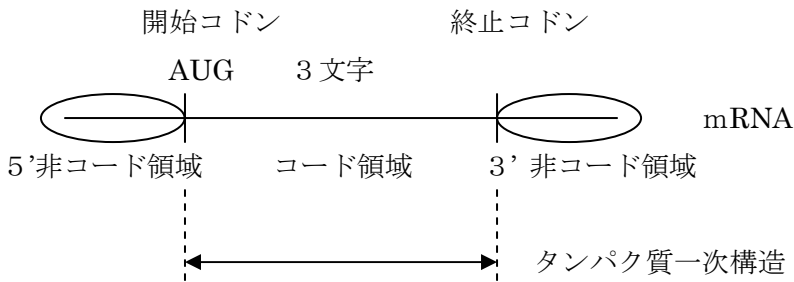 開始コドン 終止コドン
AUG 3文字
mRNA
5’非コード領域 コード領域 3’ 非コード領域
タンパク質一次構造